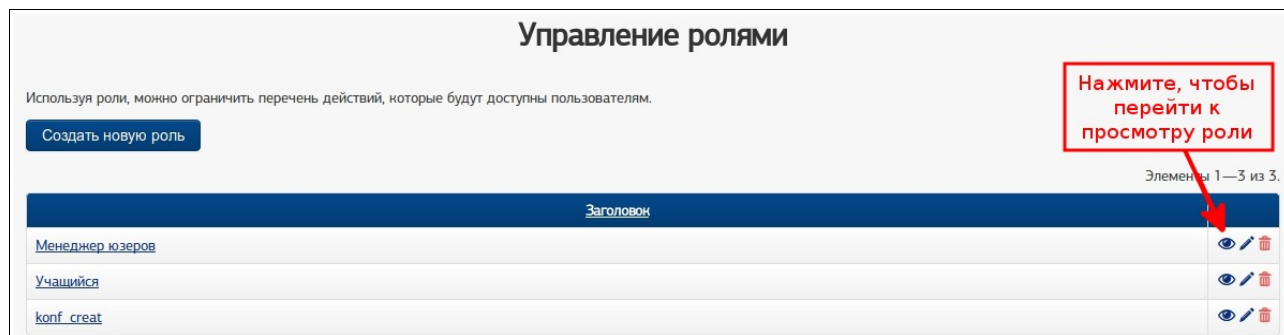 Управление ролями
Нажмите, чтобы
перейти к
просмотру роли
Используя роли, можно ограничить перечень действий, которые будут доступны пользователям.
Создать новую роль
Элементы 1—3 из 3.
Заголовок
Менеджер юзеров
Учащийся
konf_creat